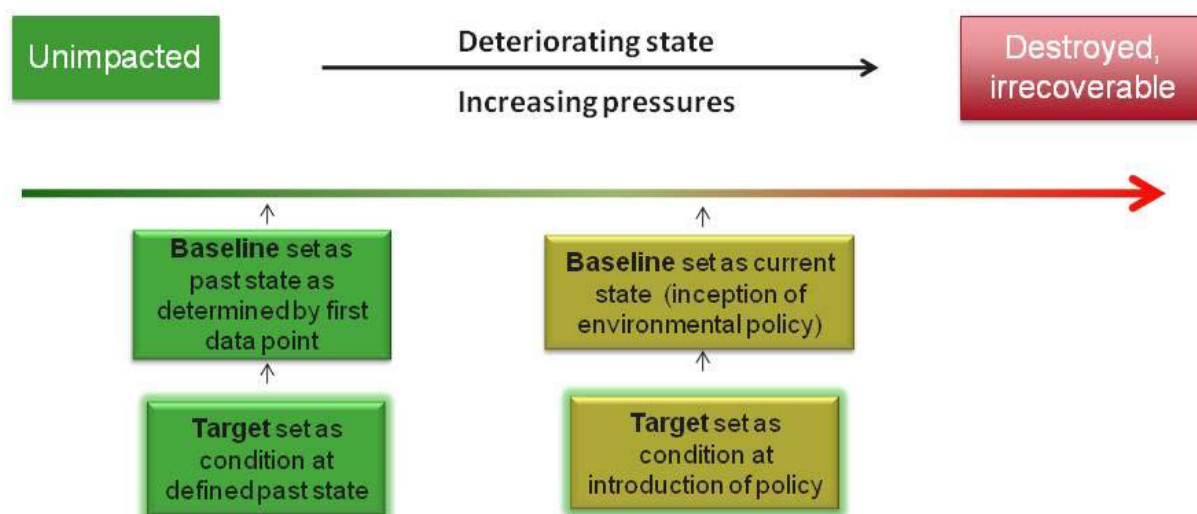 Unimpacted
Deteriorating state
Increasing pressures
Destroyed,
irrecoverable
Baseline set as
past state as
determined by first
data point
Baseline set as current
state (inception of
environmental policy)
Target set as
condition at
defined past state
Target set as
condition at
introduction of policy